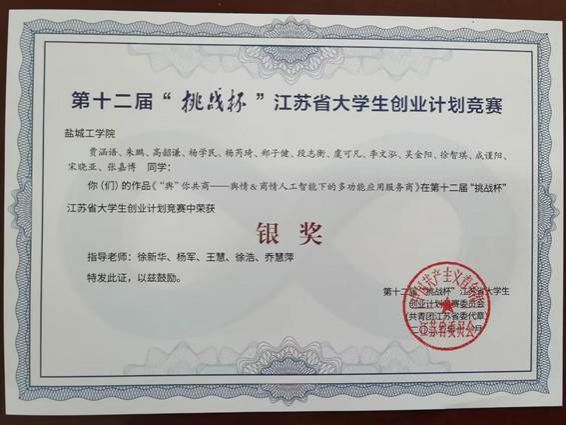 第十二届“挑战杯”江苏省大学生创业计划竞赛
盐城工学院
贾涵语、朱鹏、高韶谦、杨学民、杨芮琦、郑子健、段志衡、虞可凡、李文泓、吴金阳、徐智琪、成谨阳、
宋晓亚、张嘉博 同学：
你(们)的作品《“舆”你共商——舆情&商情人工智能下的多功能应用服务商》在第十二届“挑战杯”
江苏省大学生创业计划竞赛中荣获
银奖
指导老师：徐新华、杨军、王慧、徐浩、乔慧萍
特发此证，以兹鼓励。
第十二届“挑战杯”江苏省大学生
创业计划竞赛委员会
(共青团江苏省委代章)
月